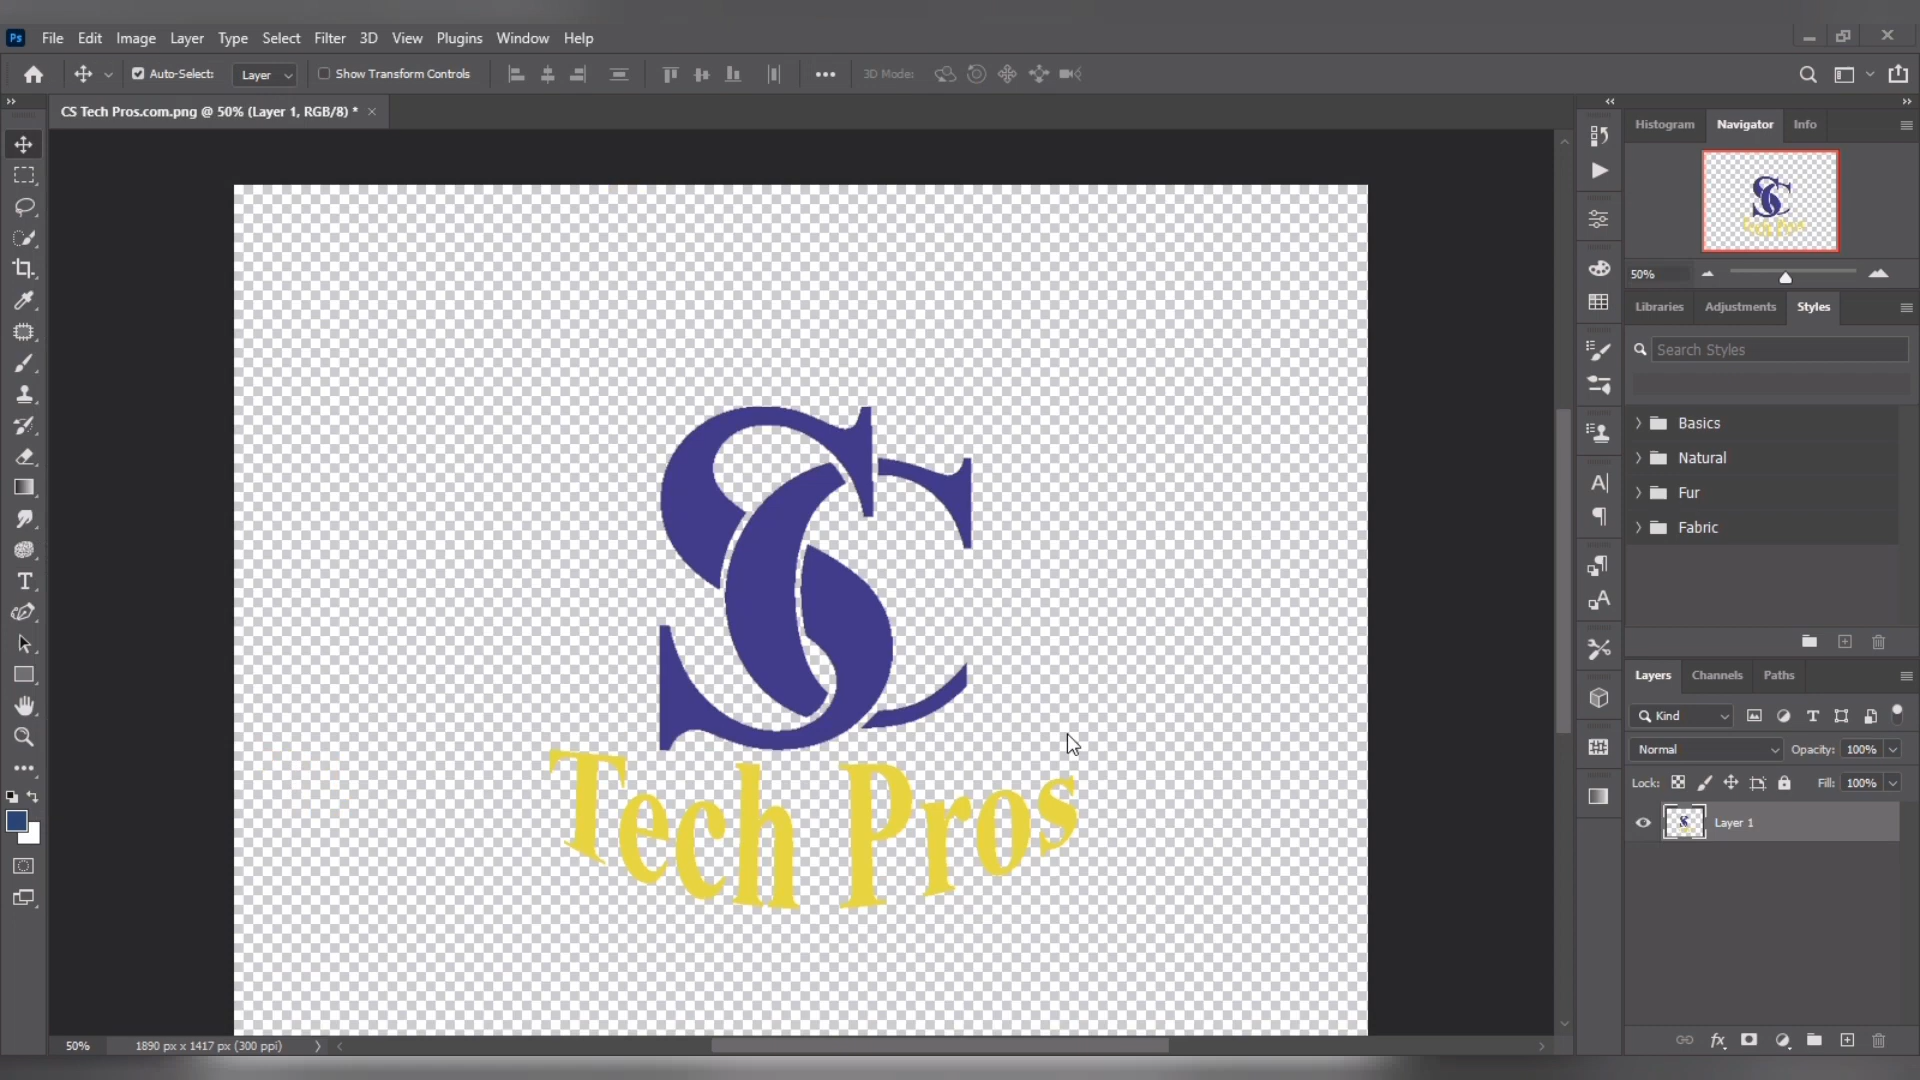 Ps File Edit Image Layer Type Select Filter 3D View Plugins Window Help
Auto-Select: Layer Show Transform Controls 3D Mode:
CS Tech Pros.com.png @ 50% (Layer 1, RGB/8) *
Histogram Navigator Info
50%
Libraries Adjustments Styles
Search Styles
Basics
Natural
Fur
Fabric
SC
Tech Pros
Layers Channels Paths
Kind
Normal Opacity: 100%
Lock: Fill: 100%
Layer 1
50% 1890 px x 1417 px (300 ppi)